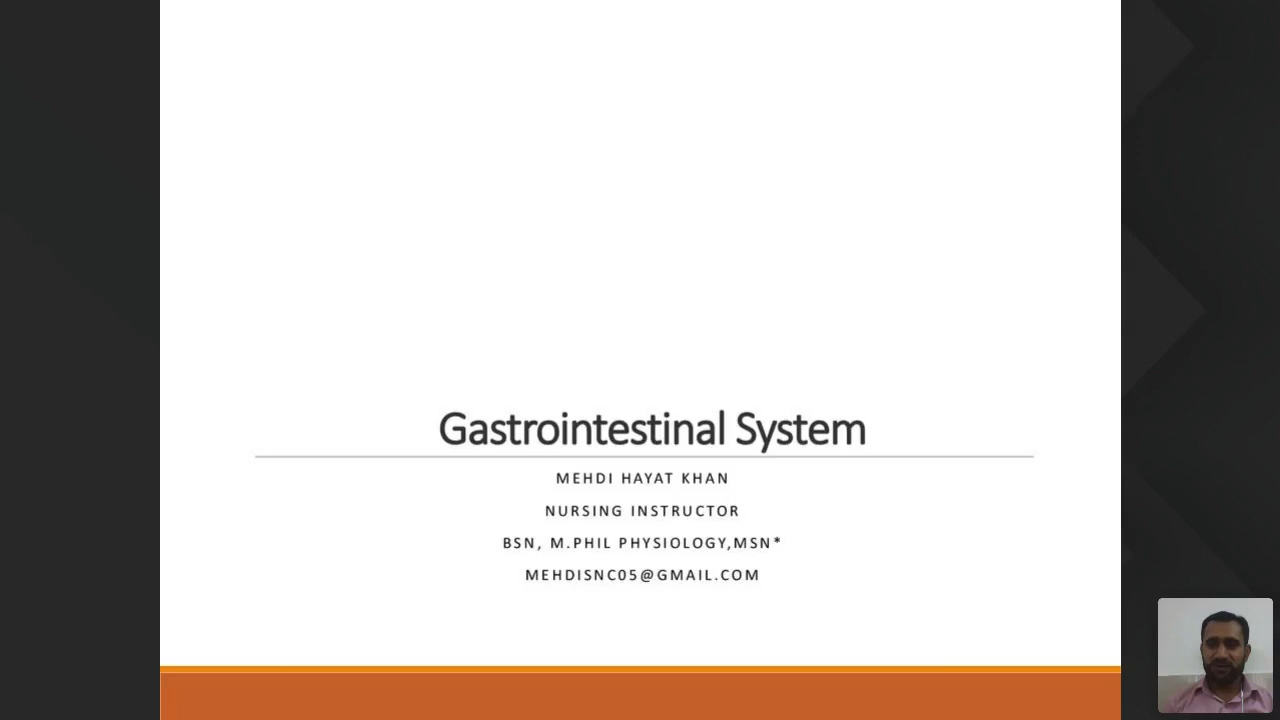 Gastrointestinal System
MEHDI HAYAT KHAN
NURSING INSTRUCTOR
BSN, M.PHIL PHYSIOLOGY,MSN*
MEHDISNC05@GMAIL.COM